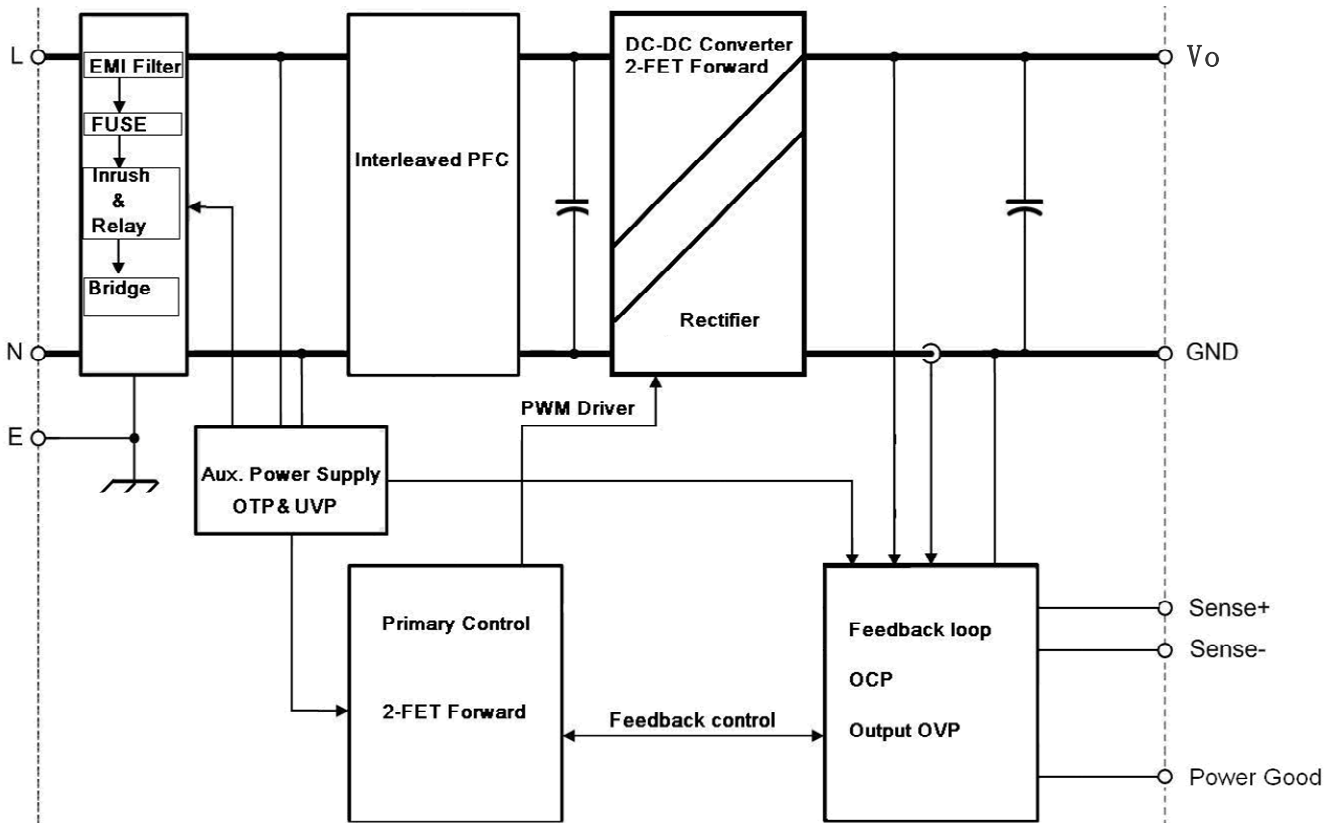 L
EMI Filter
FUSE
Inrush
&
Relay
Bridge
N
E
Interleaved PFC
DC-DC Converter
2-FET Forward
Rectifier
Vo
GND
PWM Driver
Aux. Power Supply
OTP & UVP
Primary Control
2-FET Forward
Feedback control
Feedback loop
OCP
Output OVP
Sense+
Sense-
Power Good